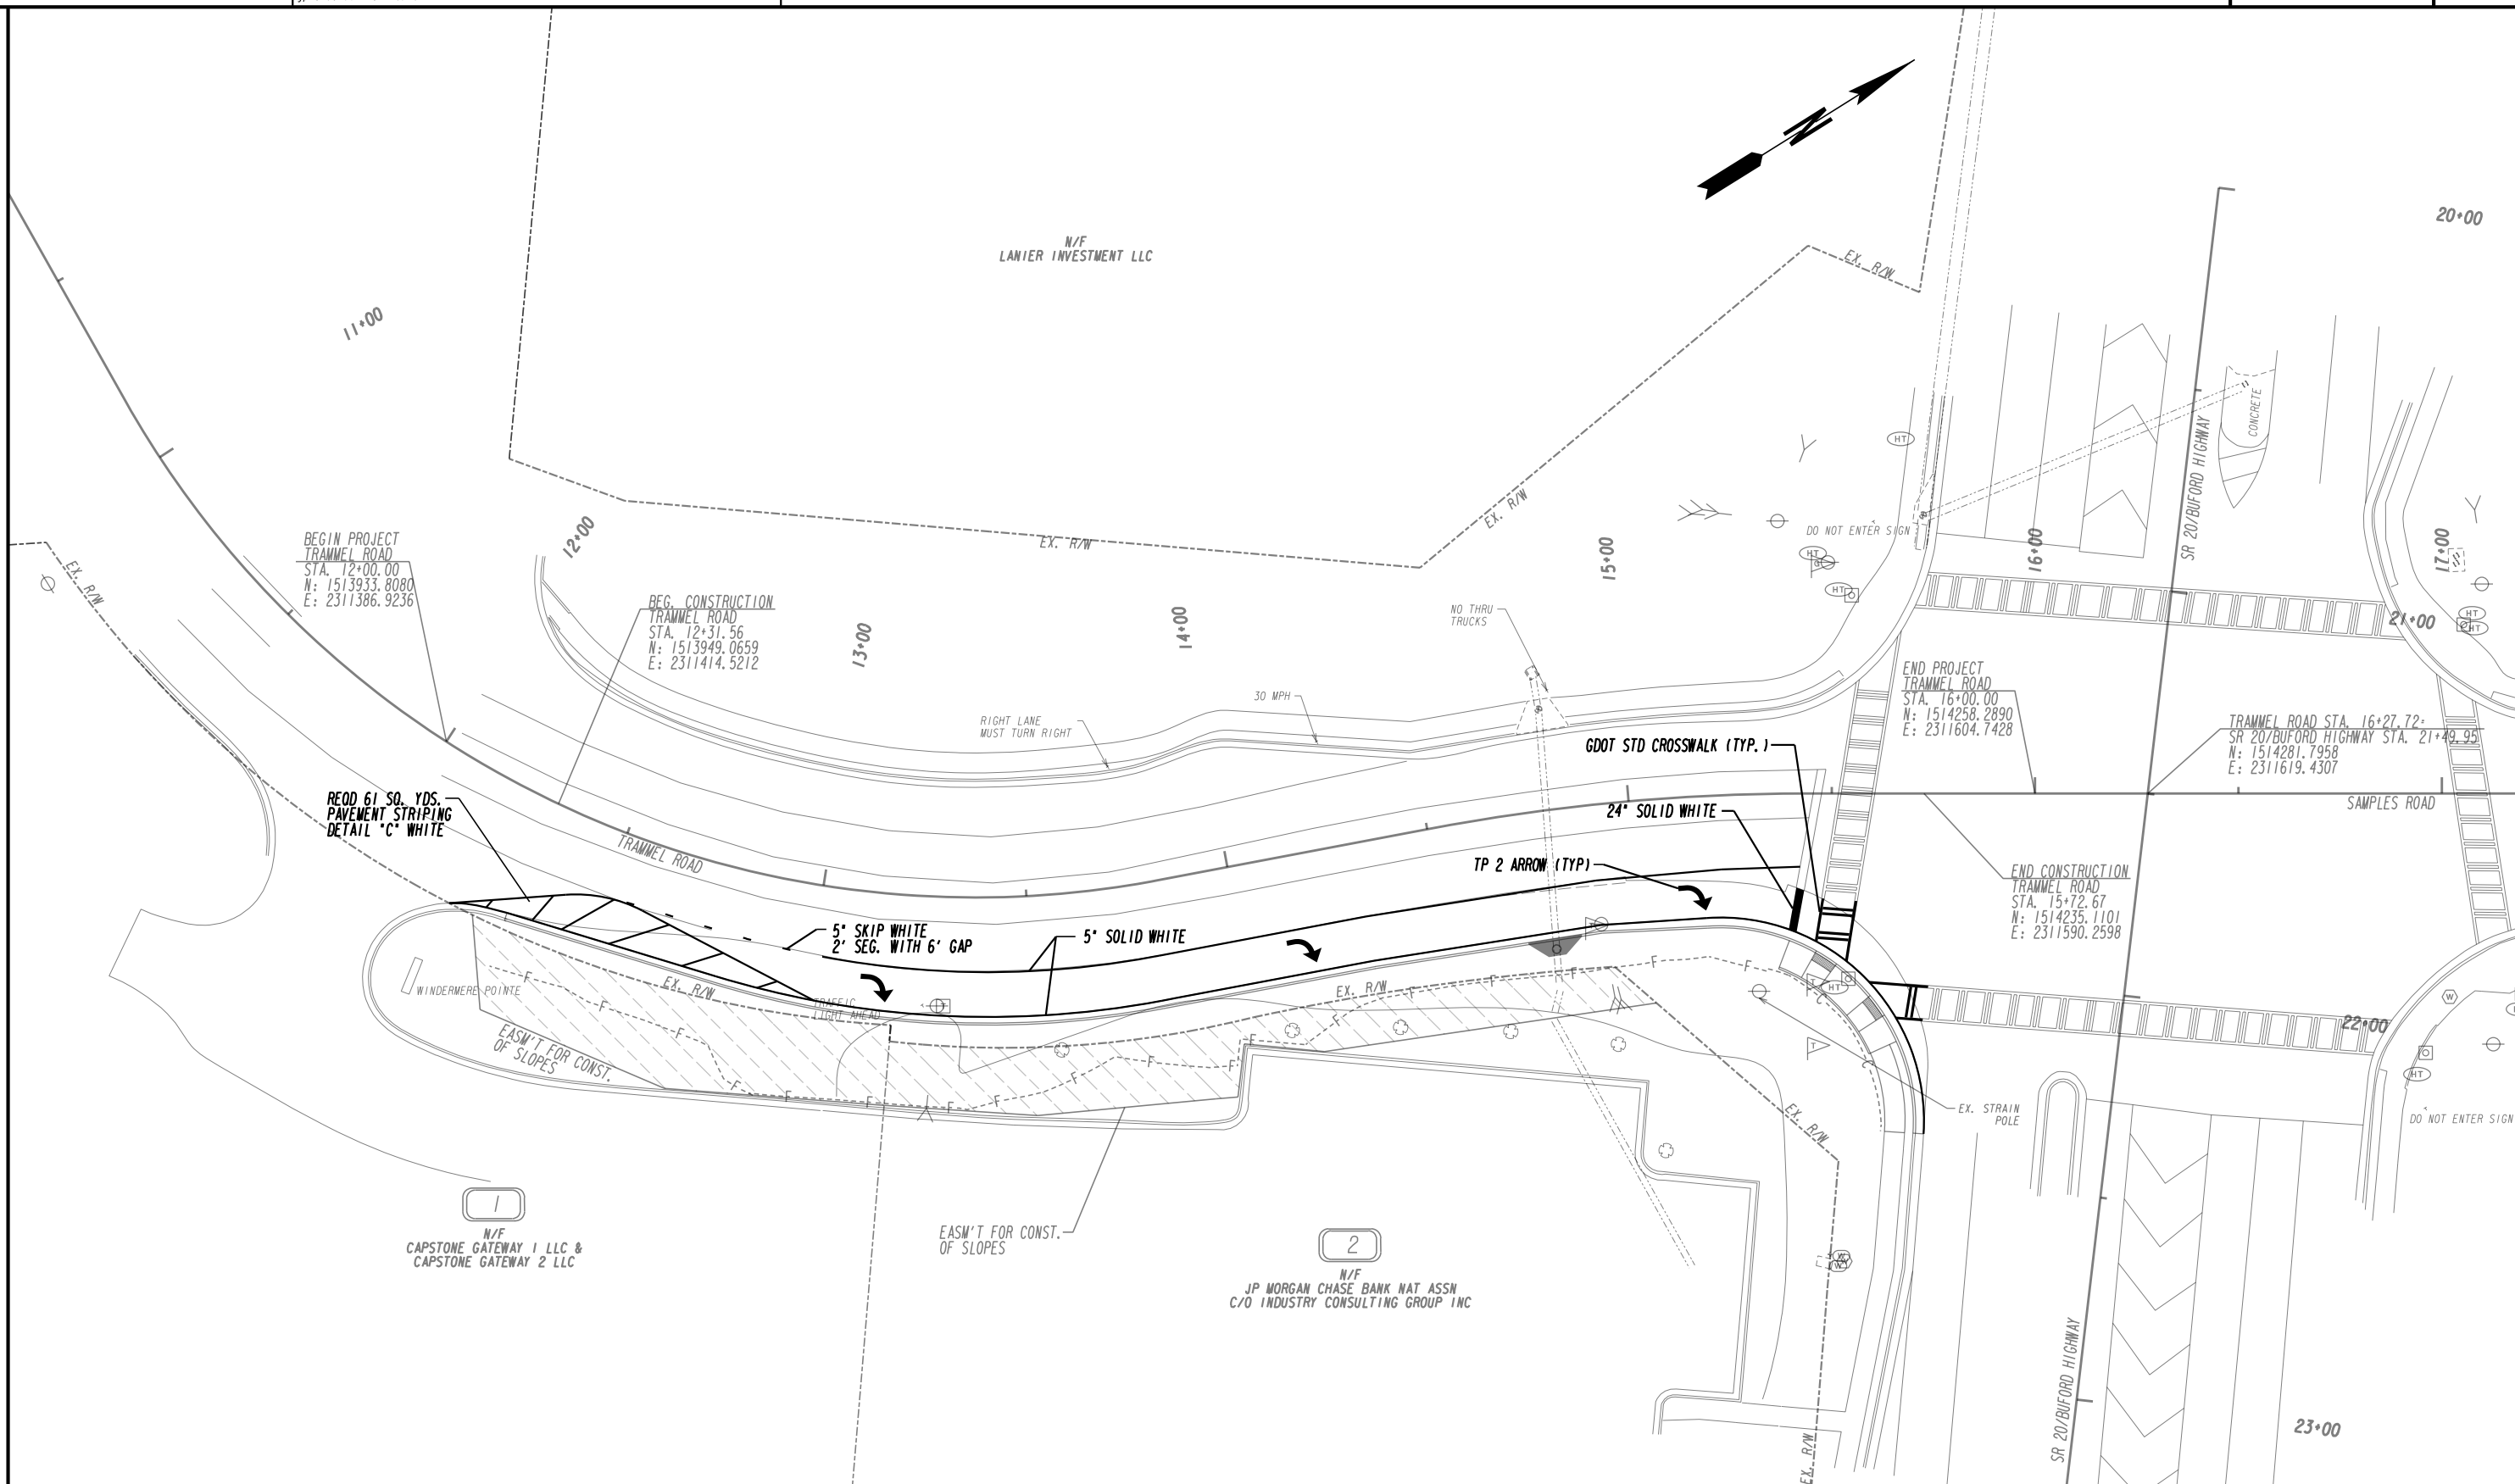 N
20+00
N/F
LANIER INVESTMENT LLC
EX. R/W
11+00
CONCRETE
SR 20/BUFORD HIGHWAY
HT
EX. R/W
12+00
EX. R/W
15+00
DO NOT ENTER SIGN
16+00
17+00
BEGIN PROJECT
TRAMMEL ROAD
STA. 12+00.00
N: 1513933.8080
E: 2311386.9236
EX. R/W
BEG. CONSTRUCTION
TRAMMEL ROAD
STA. 12+31.56
N: 1513949.0659
E: 2311414.5212
13+00
14+00
NO THRU
TRUCKS
HT
HT
HT
HT
21+00
END PROJECT
TRAMMEL ROAD
STA. 16+00.00
N: 1514258.2890
E: 2311604.7428
30 MPH
RIGHT LANE
MUST TURN RIGHT
TRAMMEL ROAD STA. 16+27.72=
SR 20/BUFORD HIGHWAY STA. 21+49.95
N: 1514281.7958
E: 2311619.4307
GDOT STD CROSSWALK (TYP.)
SAMPLES ROAD
REQD 61 SQ. YDS.
PAVEMENT STRIPING
DETAIL "C" WHITE
24" SOLID WHITE
TRAMMEL ROAD
TP 2 ARROW (TYP)
END CONSTRUCTION
TRAMMEL ROAD
STA. 15+72.67
N: 1514235.1101
E: 2311590.2598
5" SKIP WHITE
2' SEG. WITH 6' GAP
5" SOLID WHITE
T
F
F
F
F
F
WINDERMERE POINTE
EX. R/W
EX. R/W
TRAFFIC
LIGHT AHEAD
T
HT
C
W
22+00
F
F
F
F
EASM'T FOR CONST.
OF SLOPES
T
F
F
F
F
F
F
F
F
C
HT
EX. STRAIN
POLE
DO NOT ENTER SIGN
EX. R/W
1
N/F
CAPSTONE GATEWAY 1 LLC &
CAPSTONE GATEWAY 2 LLC
EASM'T FOR CONST.
OF SLOPES
2
N/F
JP MORGAN CHASE BANK NAT ASSN
C/O INDUSTRY CONSULTING GROUP INC
W
W
W
SR 20/BUFORD HIGHWAY
EX. R/W
23+00